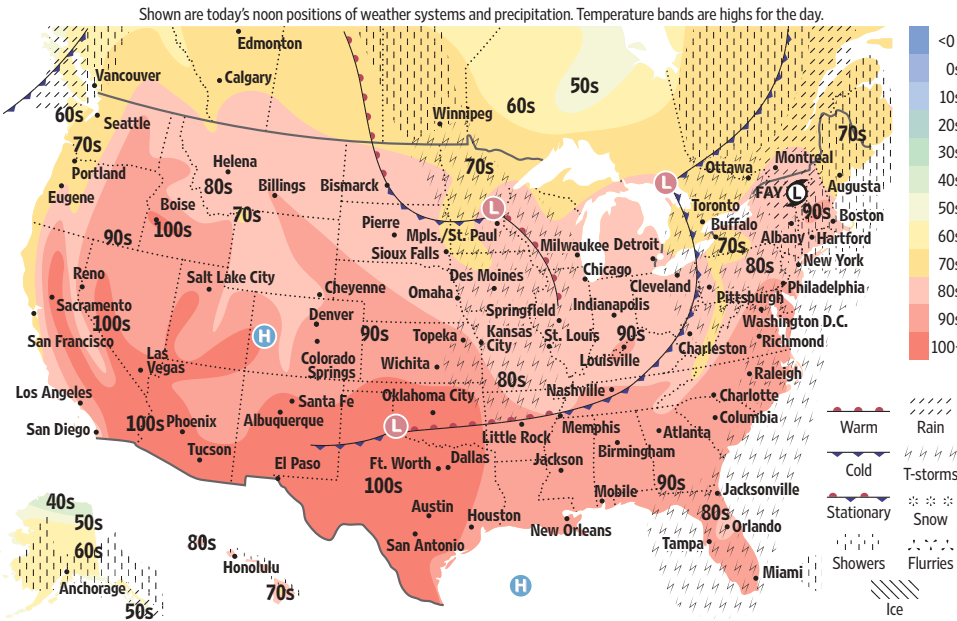 Shown are today's noon positions of weather systems and precipitation. Temperature bands are highs for the day.
Edmonton
Vancouver
Calgary
50s
60s
Winnipeg
60s
Seattle
70s
Portland
Eugene
Helena
80s
Billings
70s
Bismarck
70s
Ottawa
Montreal
70s
FAY
L
Augusta
Boise
100s
90s
Pierre
Sioux Falls
Mpls./St. Paul
L
L
Toronto
Buffalo
70s
90s
Boston
Albany
Hartford
80s
New York
Reno
Salt Lake City
Cheyenne
Omaha
Des Moines
Milwaukee
Detroit
Chicago
Cleveland
Pittsburgh
Philadelphia
Sacramento
100s
San Francisco
H
Denver
90s
Colorado
Springs
Topeka
Kansas
City
Springfield
St. Louis
Indianapolis
90s
Louisville
Charleston
Washington D.C.
Richmond
Las
Vegas
Wichita
80s
Nashville
Raleigh
Los Angeles
San Diego
100s
Phoenix
Tucson
Santa Fe
Albuquerque
Oklahoma City
L
Little Rock
Memphis
Charlotte
Columbia
Atlanta
Birmingham
El Paso
Ft. Worth
Dallas
100s
Jackson
Mobile
90s
Jacksonville
80s
Orlando
Tampa
Miami
Austin
Houston
San Antonio
New Orleans
H
40s
50s
60s
Anchorage
50s
80s
Honolulu
70s
<0
0s
10s
20s
30s
40s
50s
60s
70s
80s
90s
100+
Warm
Rain
Cold
T-storms
Stationary
Snow
Showers
Flurries
Ice